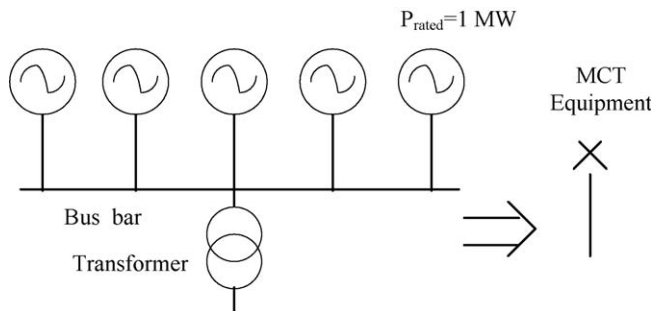 P_rated=1 MW
MCT
Equipment
Bus bar
Transformer